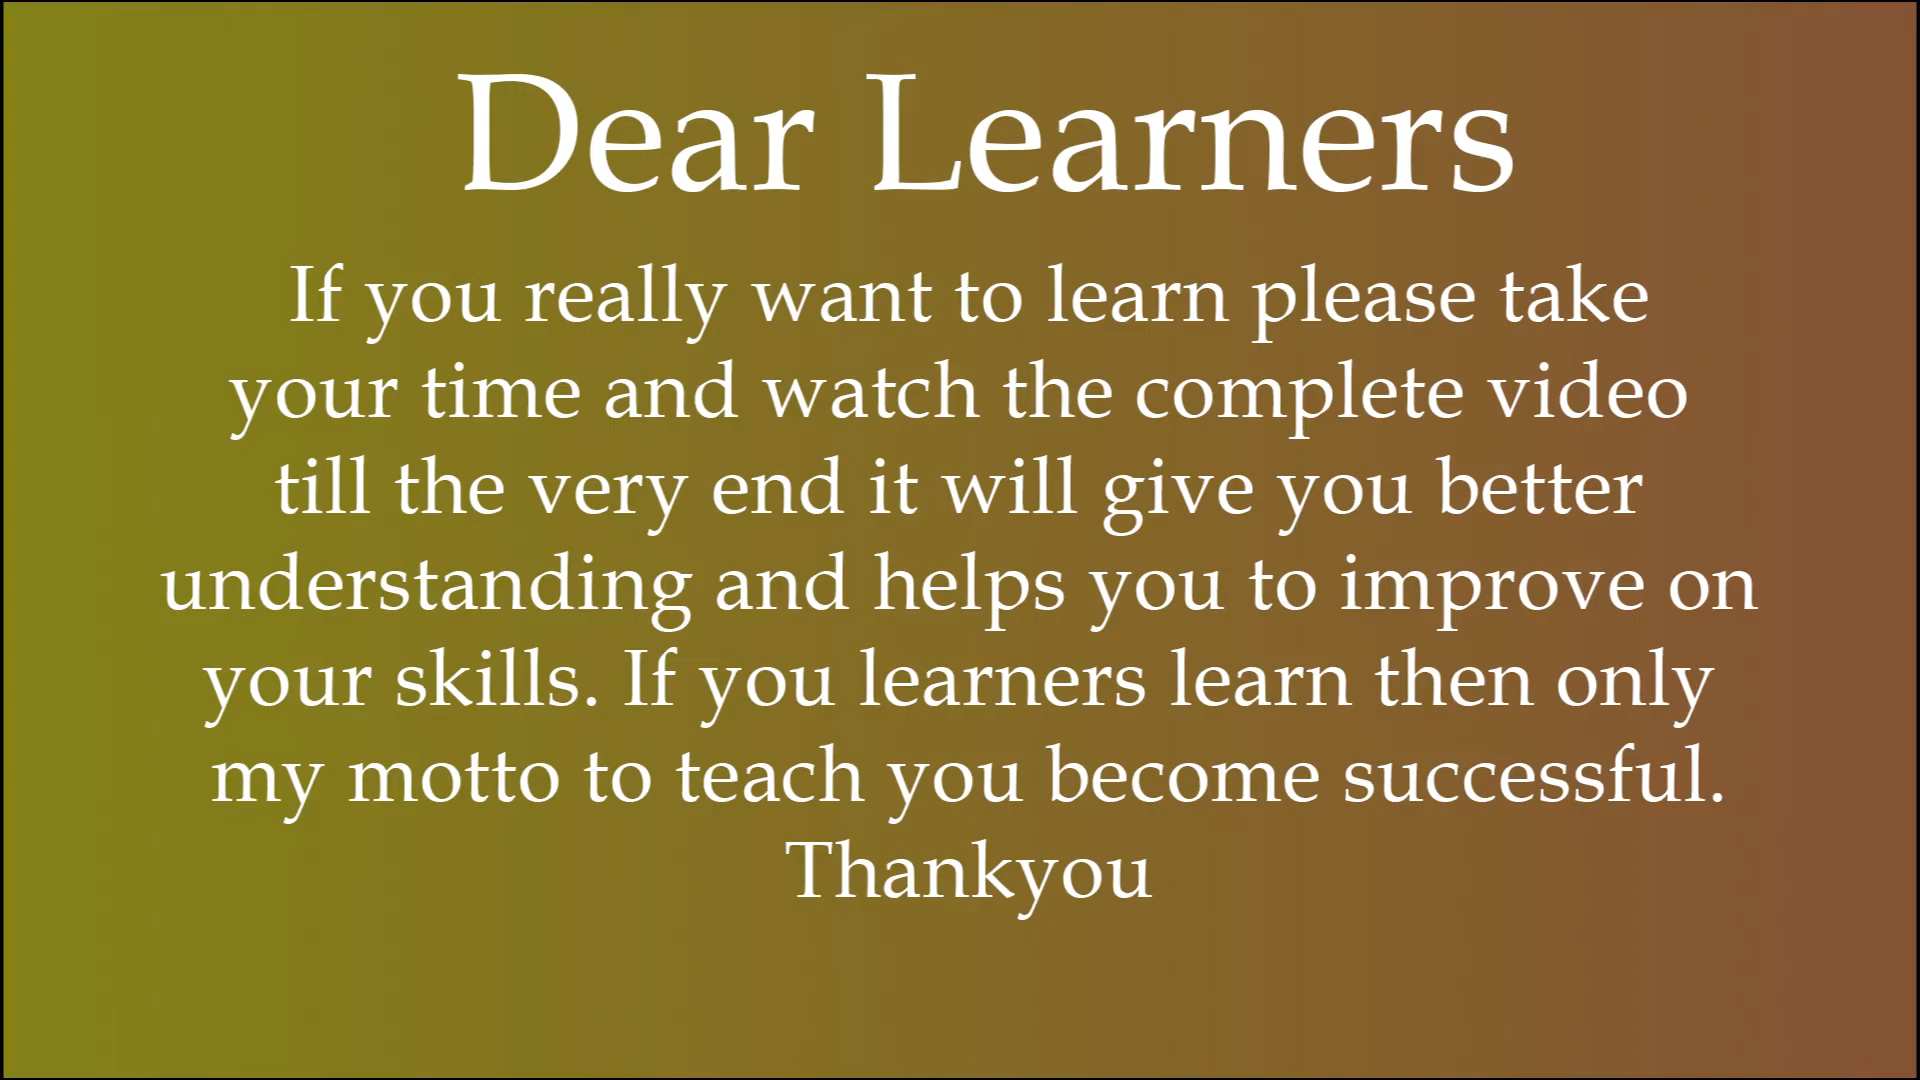 Dear Learners
If you really want to learn please take
your time and watch the complete video
till the very end it will give you better
understanding and helps you to improve on
your skills. If you learners learn then only
my motto to teach you become successful.
Thankyou